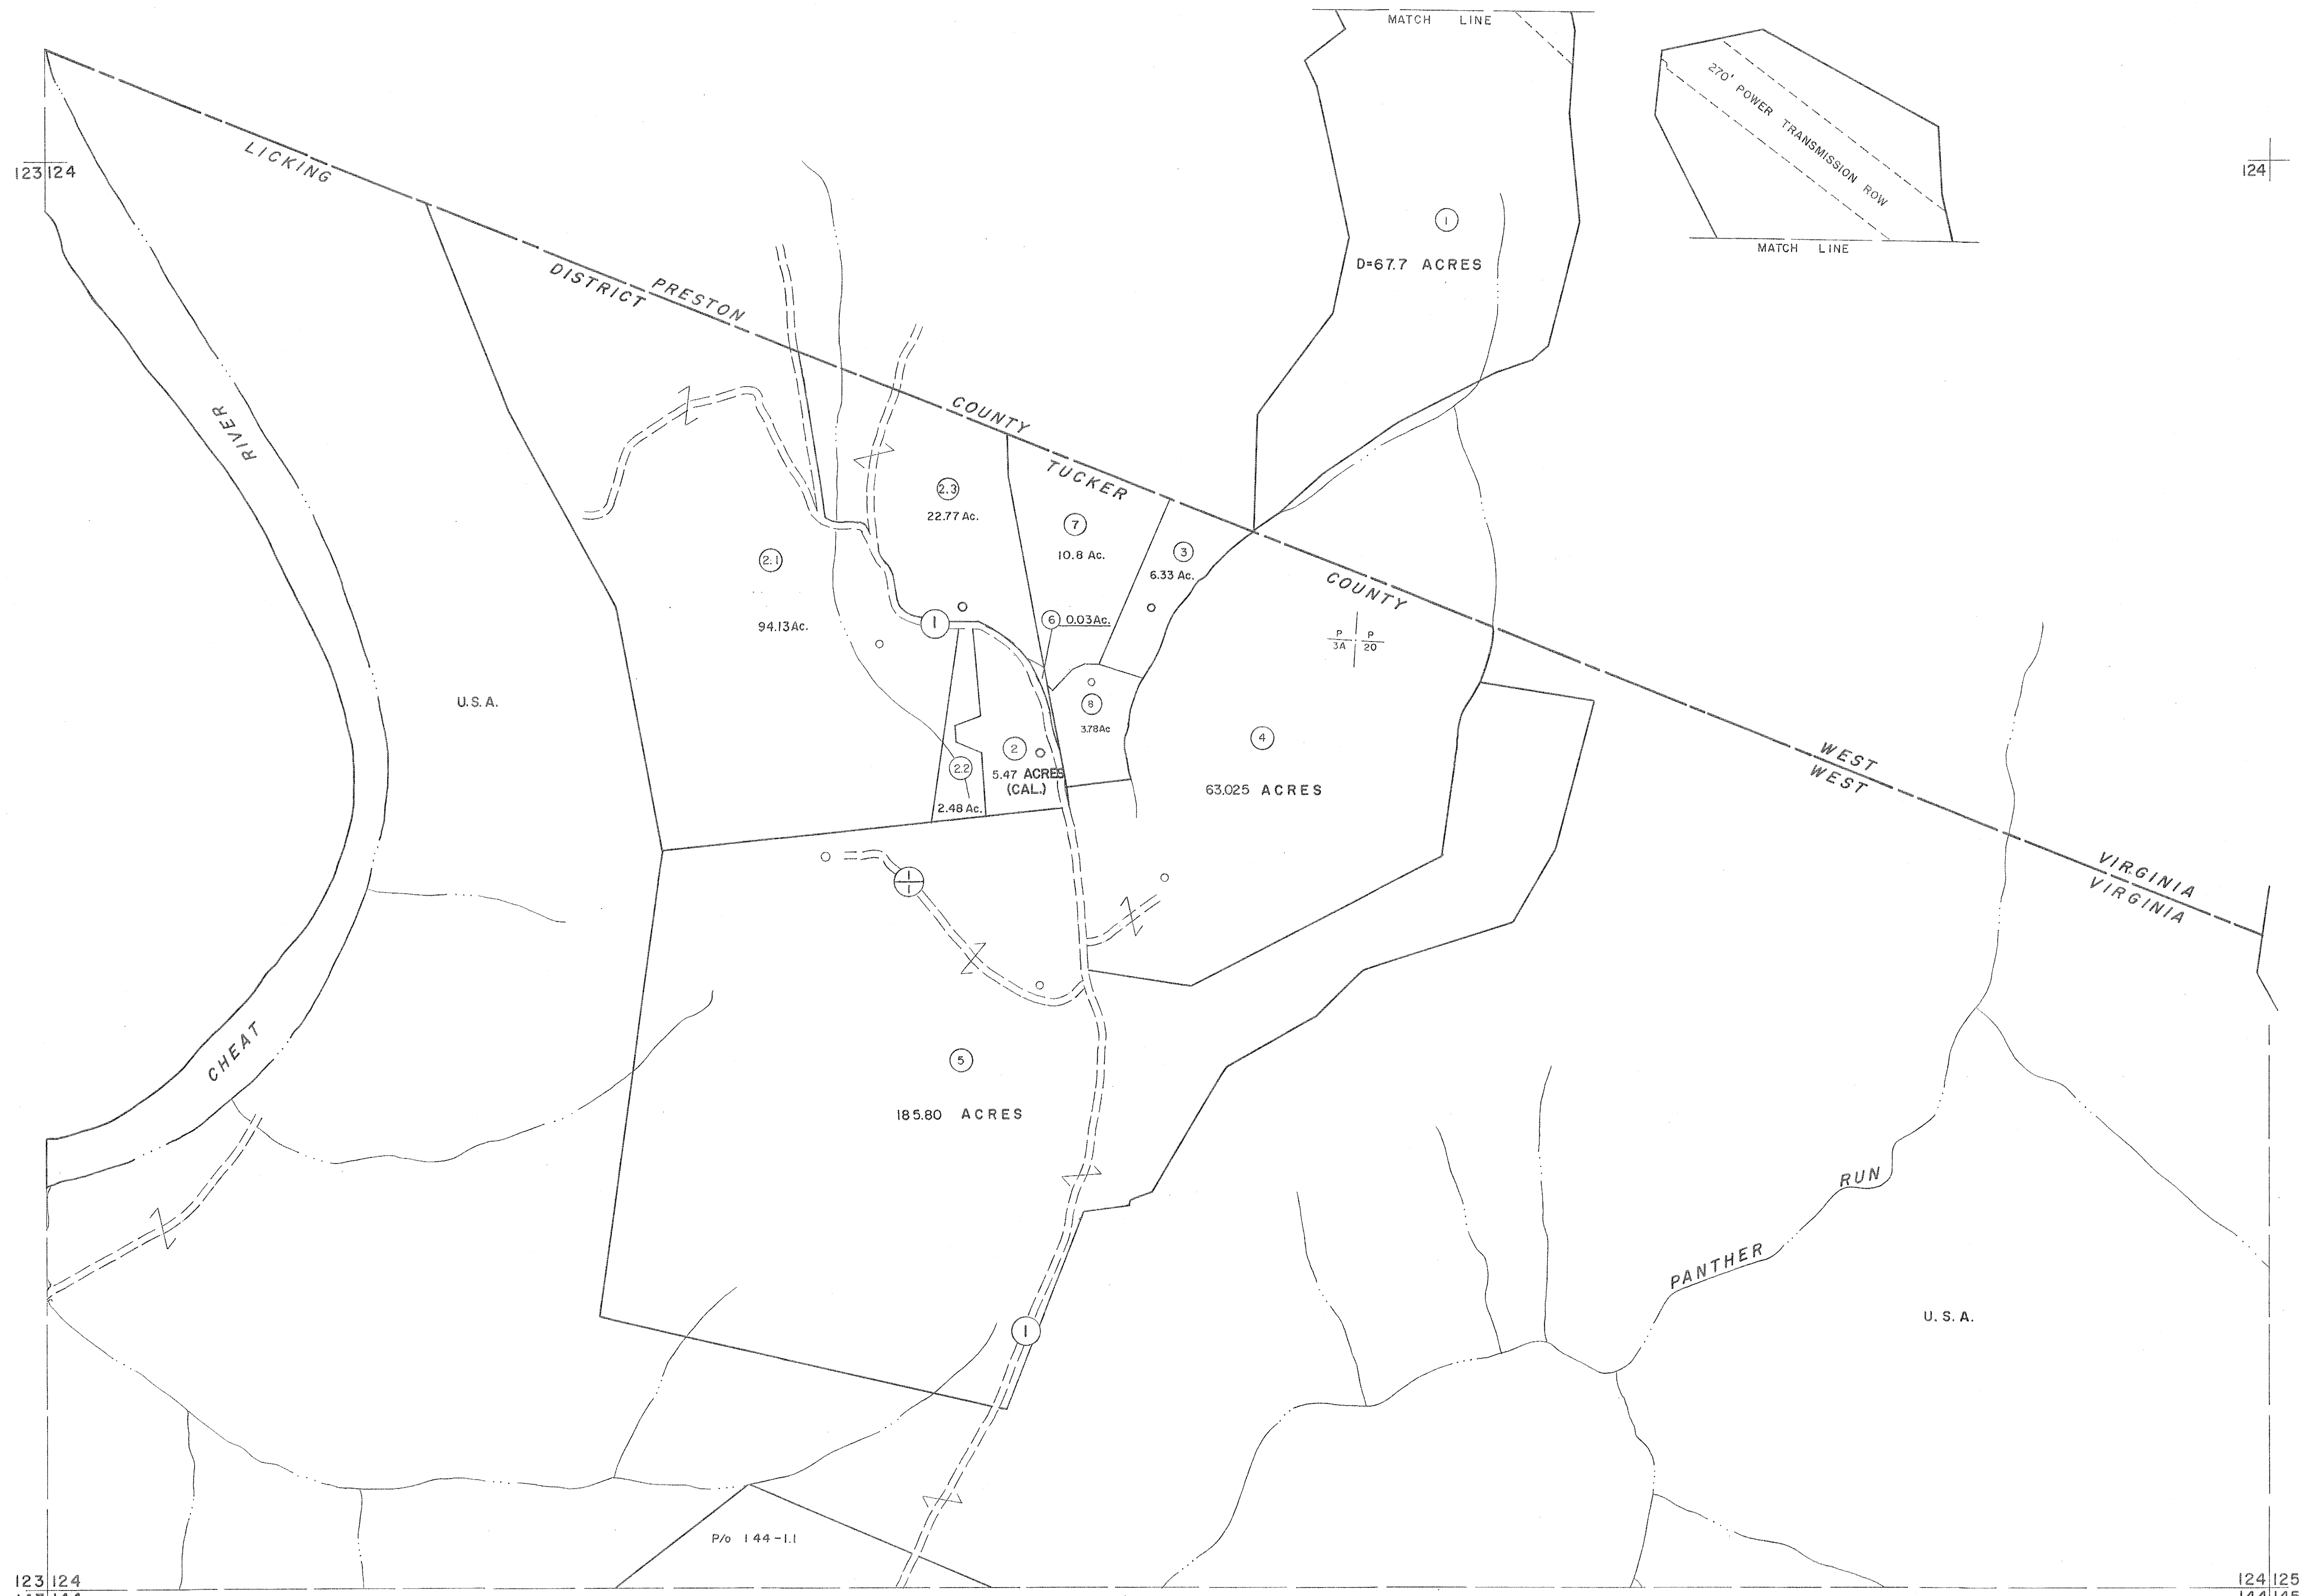 MATCH LINE
270' POWER TRANSMISSION ROW
MATCH LINE
123 124
124
LICKING
DISTRICT
PRESTON
COUNTY
TUCKER
COUNTY
WEST
WEST
VIRGINIA
VIRGINIA
1
D=67.7 ACRES
RIVER
CHEAT
U.S.A.
2.3
22.77 Ac.
7
10.8 Ac.
3
6.33 Ac.
2.1
94.13 Ac.
1
6 0.03 Ac.
P P
3A 20
8
3.78 Ac
4
63.025 ACRES
2
5.47 ACRES
(CAL.)
2.2
2.48 Ac.
1
1
5
185.80 ACRES
RUN
PANTHER
U.S.A.
1
P/o 144-1.1
123 124
124 125
144 145